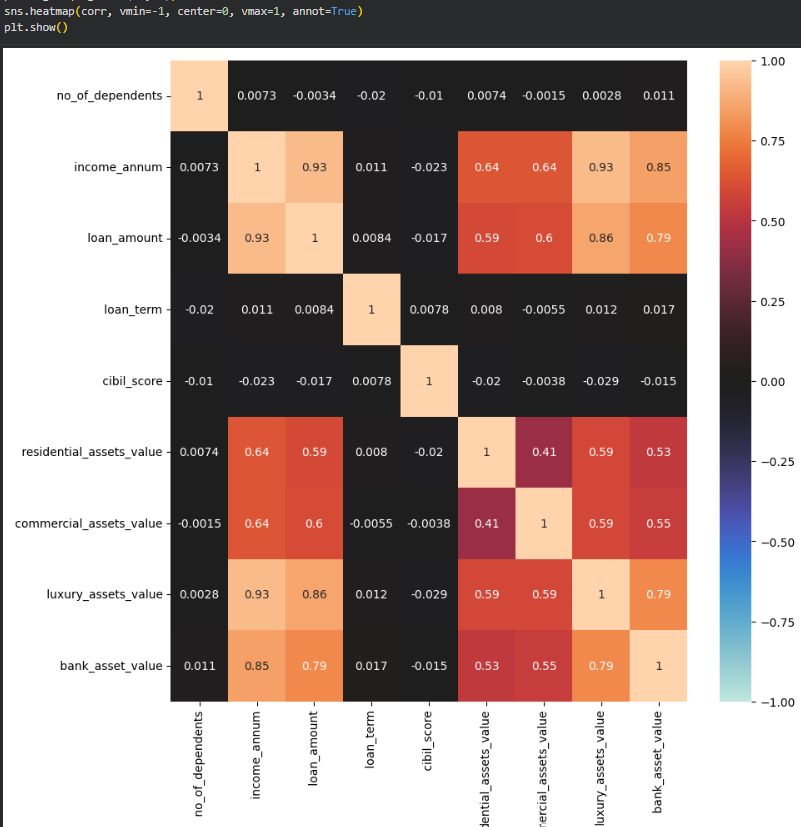 sns.heatmap(corr, vmin=-1, center=0, vmax=1, annot=True)
plt.show()
no_of_dependents 1 0.0073 -0.0034 -0.02 -0.01 0.0074 -0.0015 0.0028 0.011
income_annum 0.0073 1 0.93 0.011 -0.023 0.64 0.64 0.93 0.85
loan_amount -0.0034 0.93 1 0.0084 -0.017 0.59 0.6 0.86 0.79
loan_term -0.02 0.011 0.0084 1 0.0078 0.008 -0.0055 0.012 0.017
cibil_score -0.01 -0.023 -0.017 0.0078 1 -0.02 -0.0038 -0.029 -0.015
residential_assets_value 0.0074 0.64 0.59 0.008 -0.02 1 0.41 0.59 0.53
commercial_assets_value -0.0015 0.64 0.6 -0.0055 -0.0038 0.41 1 0.59 0.55
luxury_assets_value 0.0028 0.93 0.86 0.012 -0.029 0.59 0.59 1 0.79
bank_asset_value 0.011 0.85 0.79 0.017 -0.015 0.53 0.55 0.79 1
no_of_dependents
income_annum
loan_amount
loan_term
cibil_score
dential_assets_value
ercial_assets_value
luxury_assets_value
bank_asset_value
1.00
0.75
0.50
0.25
0.00
−0.25
−0.50
−0.75
−1.00